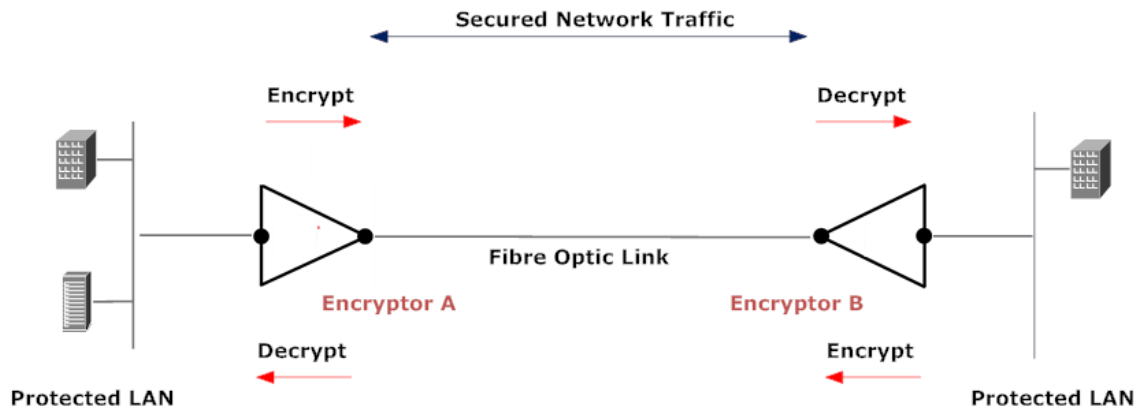 Secured Network Traffic
Encrypt
Decrypt
Fibre Optic Link
Encryptor A
Encryptor B
Decrypt
Encrypt
Protected LAN
Protected LAN